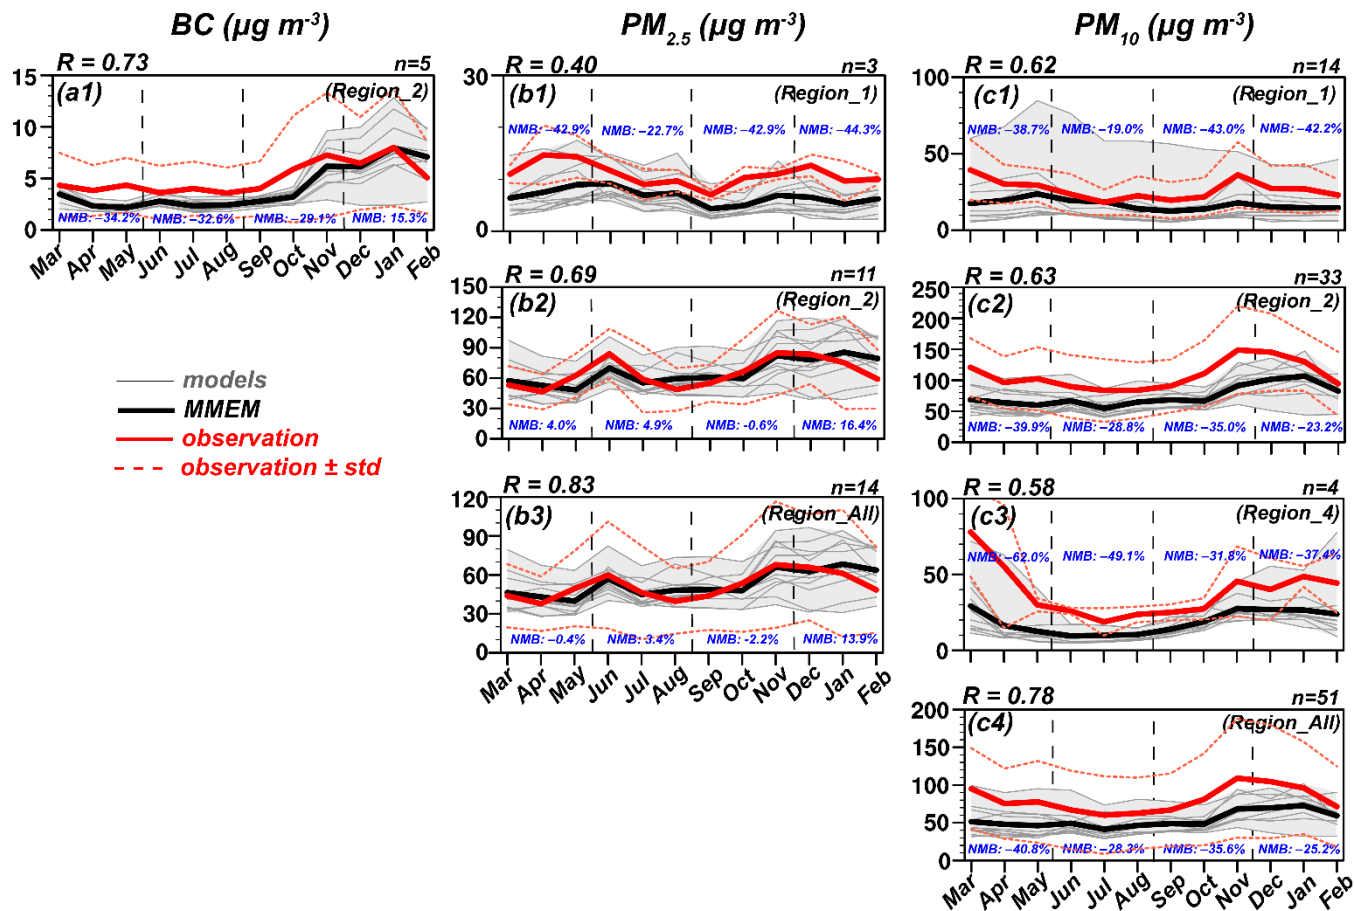 BC (μg m-3)
PM2.5 (μg m-3)
PM10 (μg m-3)
R = 0.73
n=5
(a1)
(Region_2)
15
10
5
0
NMB: −34.2%
NMB: −32.6%
NMB: −29.1%
NMB: 15.3%
Mar
Apr
May
Jun
Jul
Aug
Sep
Oct
Nov
Dec
Jan
Feb
models
MMEM
observation
observation ± std
R = 0.40
n=3
(b1)
(Region_1)
30
15
0
NMB: −42.9%
NMB: −22.7%
NMB: −42.9%
NMB: −44.3%
R = 0.69
n=11
(b2)
(Region_2)
150
120
90
60
30
0
NMB: 4.0%
NMB: 4.9%
NMB: -0.6%
NMB: 16.4%
R = 0.83
n=14
(b3)
(Region_All)
120
90
60
30
0
NMB: −0.4%
NMB: 3.4%
NMB: -2.2%
NMB: 13.9%
Mar
Apr
May
Jun
Jul
Aug
Sep
Oct
Nov
Dec
Jan
Feb
R = 0.62
n=14
(c1)
(Region_1)
100
50
0
NMB: −38.7%
NMB: −19.0%
NMB: −43.0%
NMB: −42.2%
R = 0.63
n=33
(c2)
(Region_2)
250
200
150
100
50
0
NMB: −39.9%
NMB: −28.8%
NMB: −35.0%
NMB: −23.2%
R = 0.58
n=4
(c3)
(Region_4)
100
50
0
NMB: −62.0%
NMB: −49.1%
NMB: −31.8%
NMB: −37.4%
R = 0.78
n=51
(c4)
(Region_All)
200
150
100
50
0
NMB: −40.8%
NMB: −28.3%
NMB: −35.6%
NMB: −25.2%
Mar
Apr
May
Jun
Jul
Aug
Sep
Oct
Nov
Dec
Jan
Feb